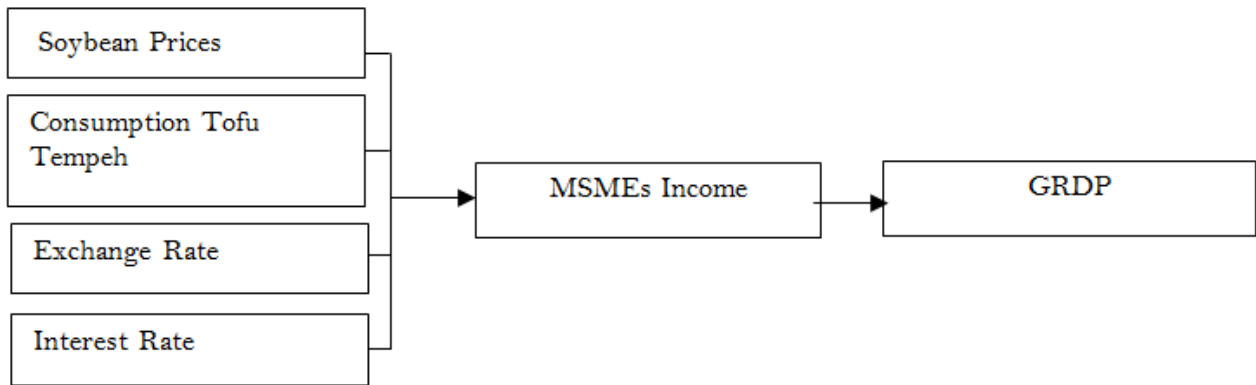 Soybean Prices
Consumption Tofu
Tempeh
Exchange Rate
Interest Rate
MSMEs Income
GRDP